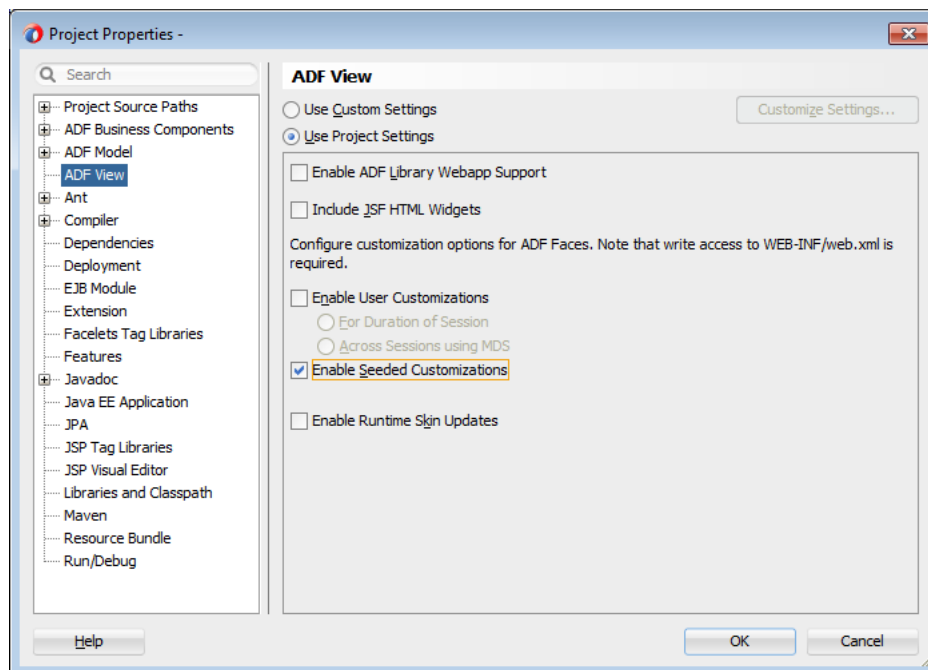 Project Properties -
Search
Project Source Paths
ADF Business Components
ADF Model
ADF View
Ant
Compiler
Dependencies
Deployment
EJB Module
Extension
Facelets Tag Libraries
Features
Javadoc
Java EE Application
JPA
JSP Tag Libraries
JSP Visual Editor
Libraries and Classpath
Maven
Resource Bundle
Run/Debug
ADF View
Use Custom Settings
Customize Settings...
Use Project Settings
Enable ADF Library Webapp Support
Include JSF HTML Widgets
Configure customization options for ADF Faces. Note that write access to WEB-INF/web.xml is
required.
Enable User Customizations
For Duration of Session
Across Sessions using MDS
Enable Seeded Customizations
Enable Runtime Skin Updates
Help
OK
Cancel